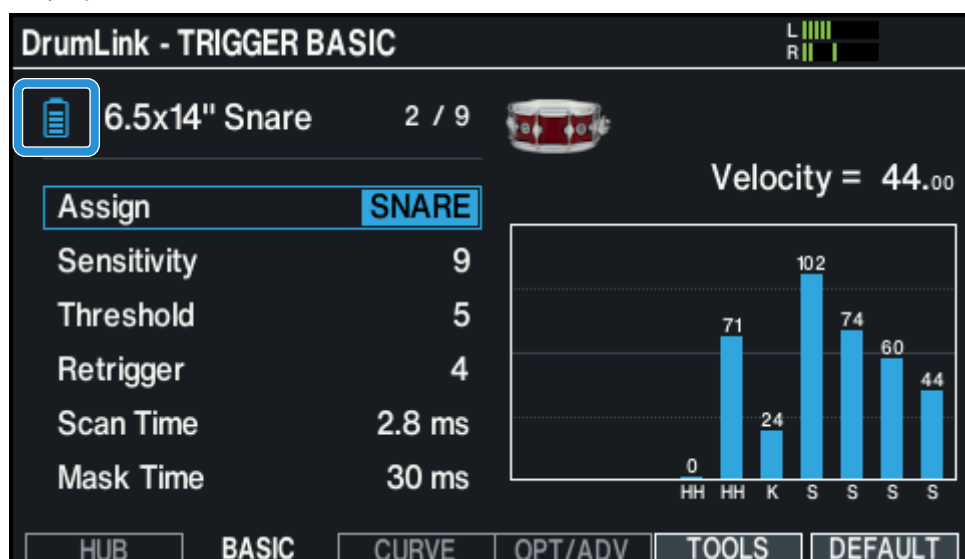 DrumLink - TRIGGER BASIC
L
R
6.5x14" Snare 2 / 9
Velocity = 44.00
Assign SNARE
Sensitivity 9
Threshold 5
Retrigger 4
Scan Time 2.8 ms
Mask Time 30 ms
102
71 74
60
44
24
0
HH HH K S S S S
HUB BASIC CURVE OPT/ADV TOOLS DEFAULT